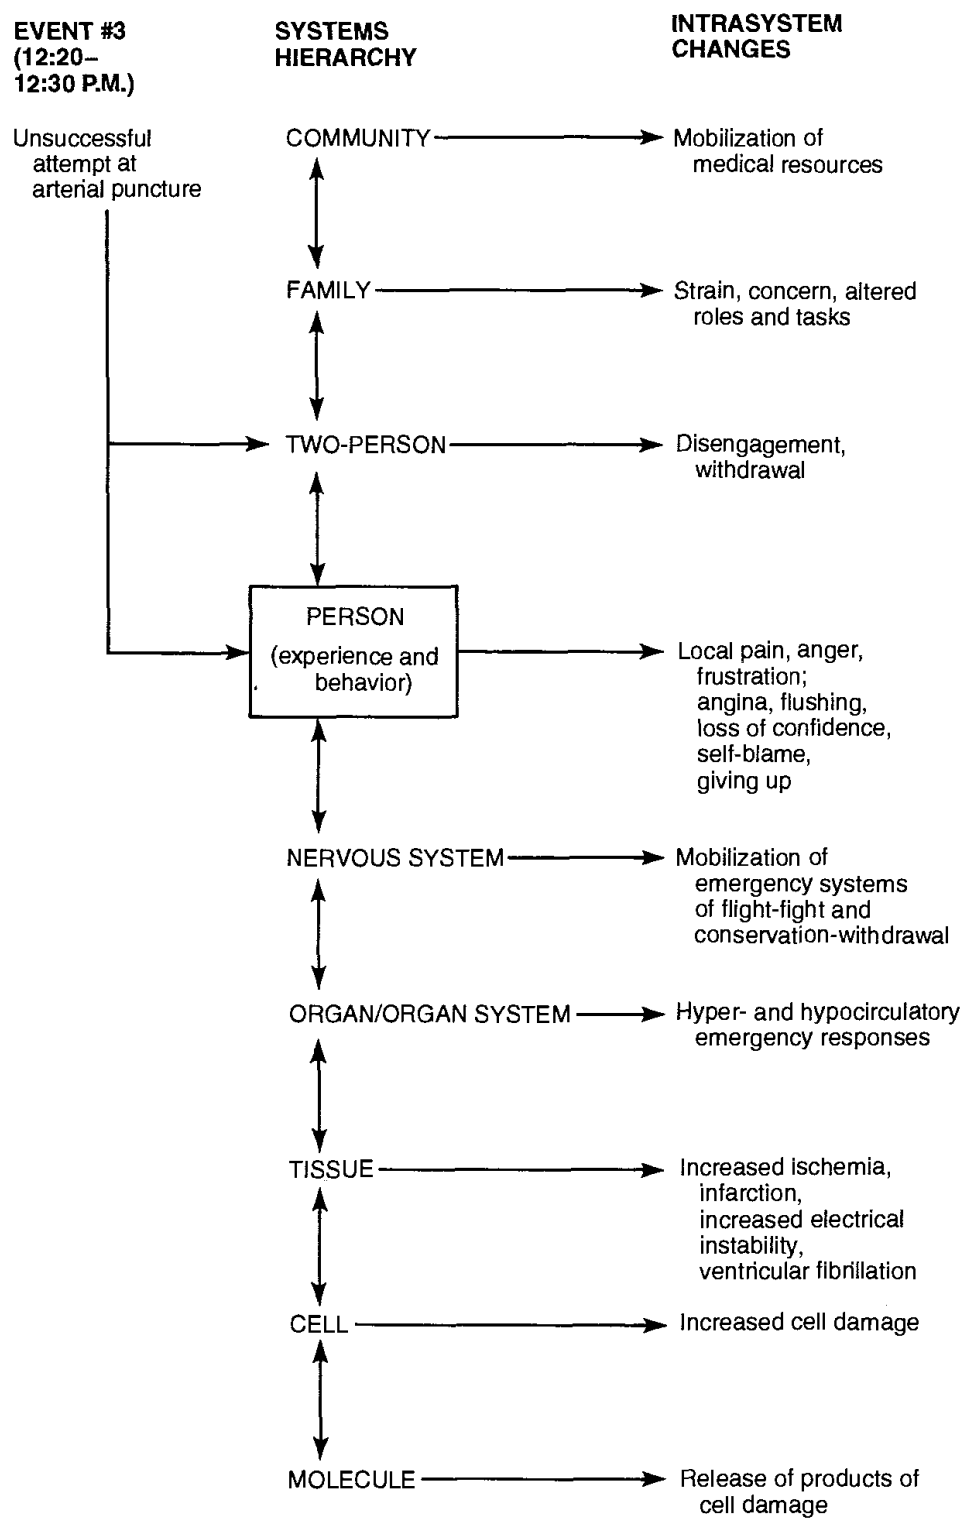 EVENT #3
(12:20–
12:30 P.M.)
SYSTEMS
HIERARCHY
INTRASYSTEM
CHANGES
Unsuccessful
attempt at
arterial puncture
COMMUNITY
Mobilization of
medical resources
FAMILY
Strain, concern, altered
roles and tasks
TWO-PERSON
Disengagement,
withdrawal
PERSON
(experience and
behavior)
Local pain, anger,
frustration;
angina, flushing,
loss of confidence,
self-blame,
giving up
NERVOUS SYSTEM
Mobilization of
emergency systems
of flight-fight and
conservation-withdrawal
ORGAN/ORGAN SYSTEM
Hyper- and hypocirculatory
emergency responses
TISSUE
Increased ischemia,
infarction,
increased electrical
instability,
ventricular fibrillation
CELL
Increased cell damage
MOLECULE
Release of products of
cell damage